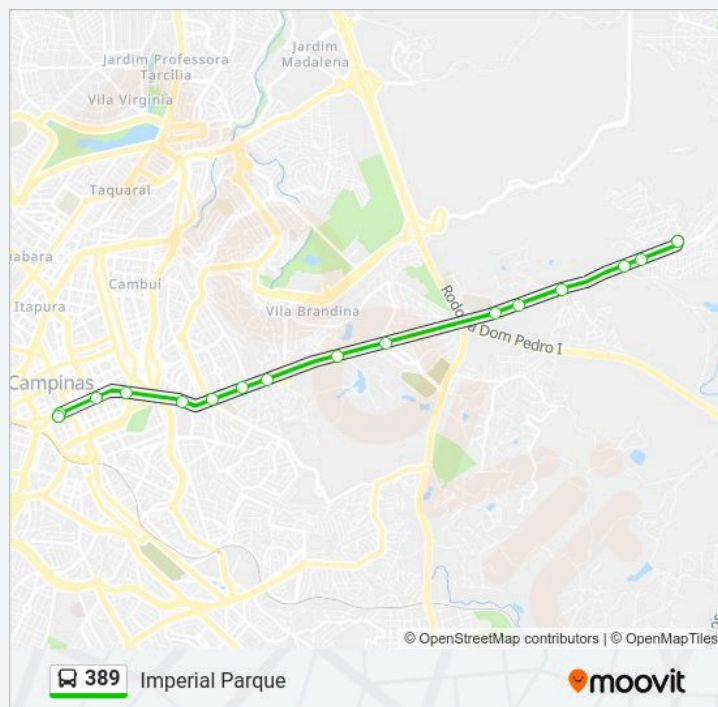 Jardim
Madalena
Jardim Professora
Tarcília
Vila Virgínia
Taquaral
abara
Cambuí
Itapura
Vila Brandina
Rodo
a Dom Pedro I
Campinas
© OpenStreetMap contributors | © OpenMapTiles
389 Imperial Parque
moovit